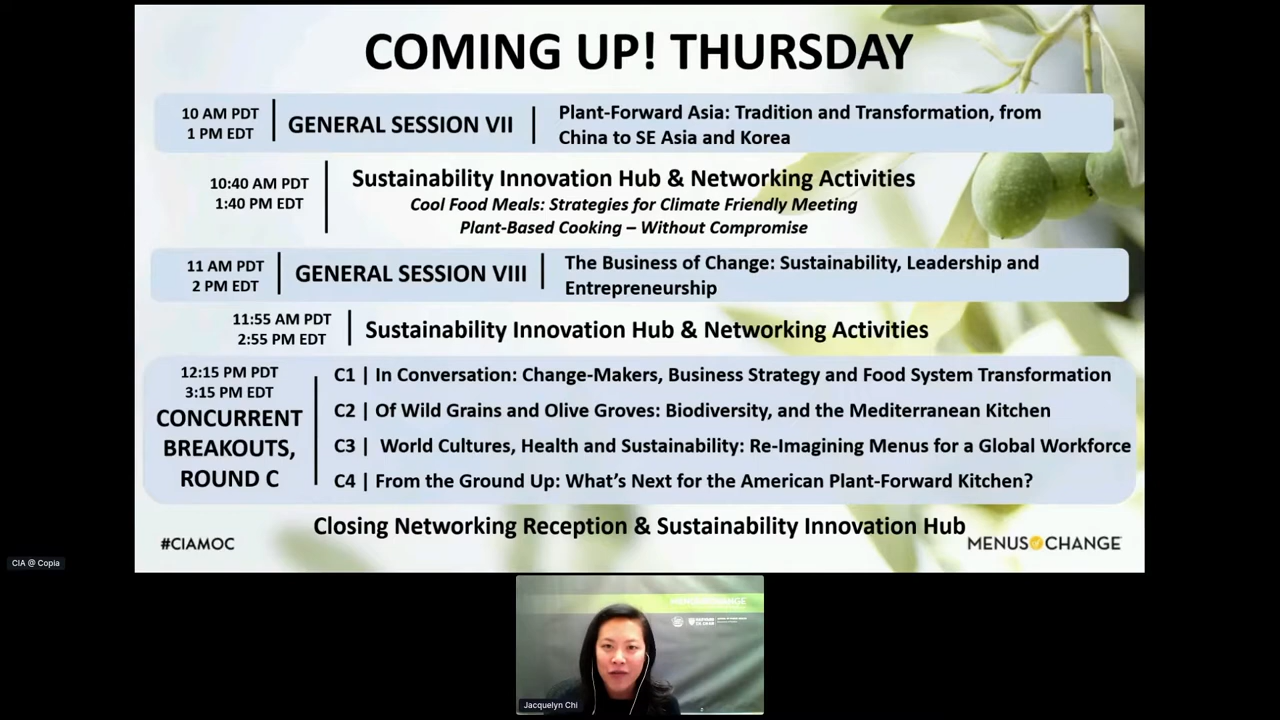 COMING UP! THURSDAY
10 AM PDT
1 PM EDT
GENERAL SESSION VII
Plant-Forward Asia: Tradition and Transformation, from
China to SE Asia and Korea
10:40 AM PDT
1:40 PM EDT
Sustainability Innovation Hub & Networking Activities
Cool Food Meals: Strategies for Climate Friendly Meeting
Plant-Based Cooking – Without Compromise
11 AM PDT
2 PM EDT
GENERAL SESSION VIII
The Business of Change: Sustainability, Leadership and
Entrepreneurship
11:55 AM PDT
2:55 PM EDT
Sustainability Innovation Hub & Networking Activities
12:15 PM PDT
3:15 PM EDT
CONCURRENT
BREAKOUTS,
ROUND C
C1 | In Conversation: Change-Makers, Business Strategy and Food System Transformation
C2 | Of Wild Grains and Olive Groves: Biodiversity, and the Mediterranean Kitchen
C3 | World Cultures, Health and Sustainability: Re-Imagining Menus for a Global Workforce
C4 | From the Ground Up: What's Next for the American Plant-Forward Kitchen?
Closing Networking Reception & Sustainability Innovation Hub
#CIAMOC
MENUS OF CHANGE
CIA @ Copia
Jacquelyn Chi